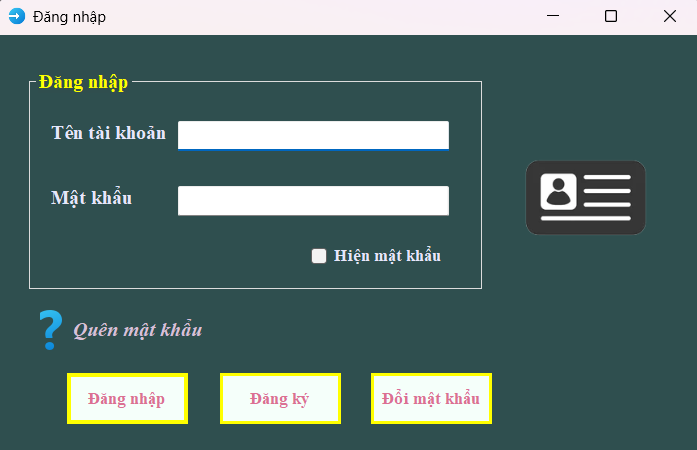 Đăng nhập
Đăng nhập
Tên tài khoản
Mật khẩu
Hiện mật khẩu
? Quên mật khẩu
Đăng nhập
Đăng ký
Đổi mật khẩu